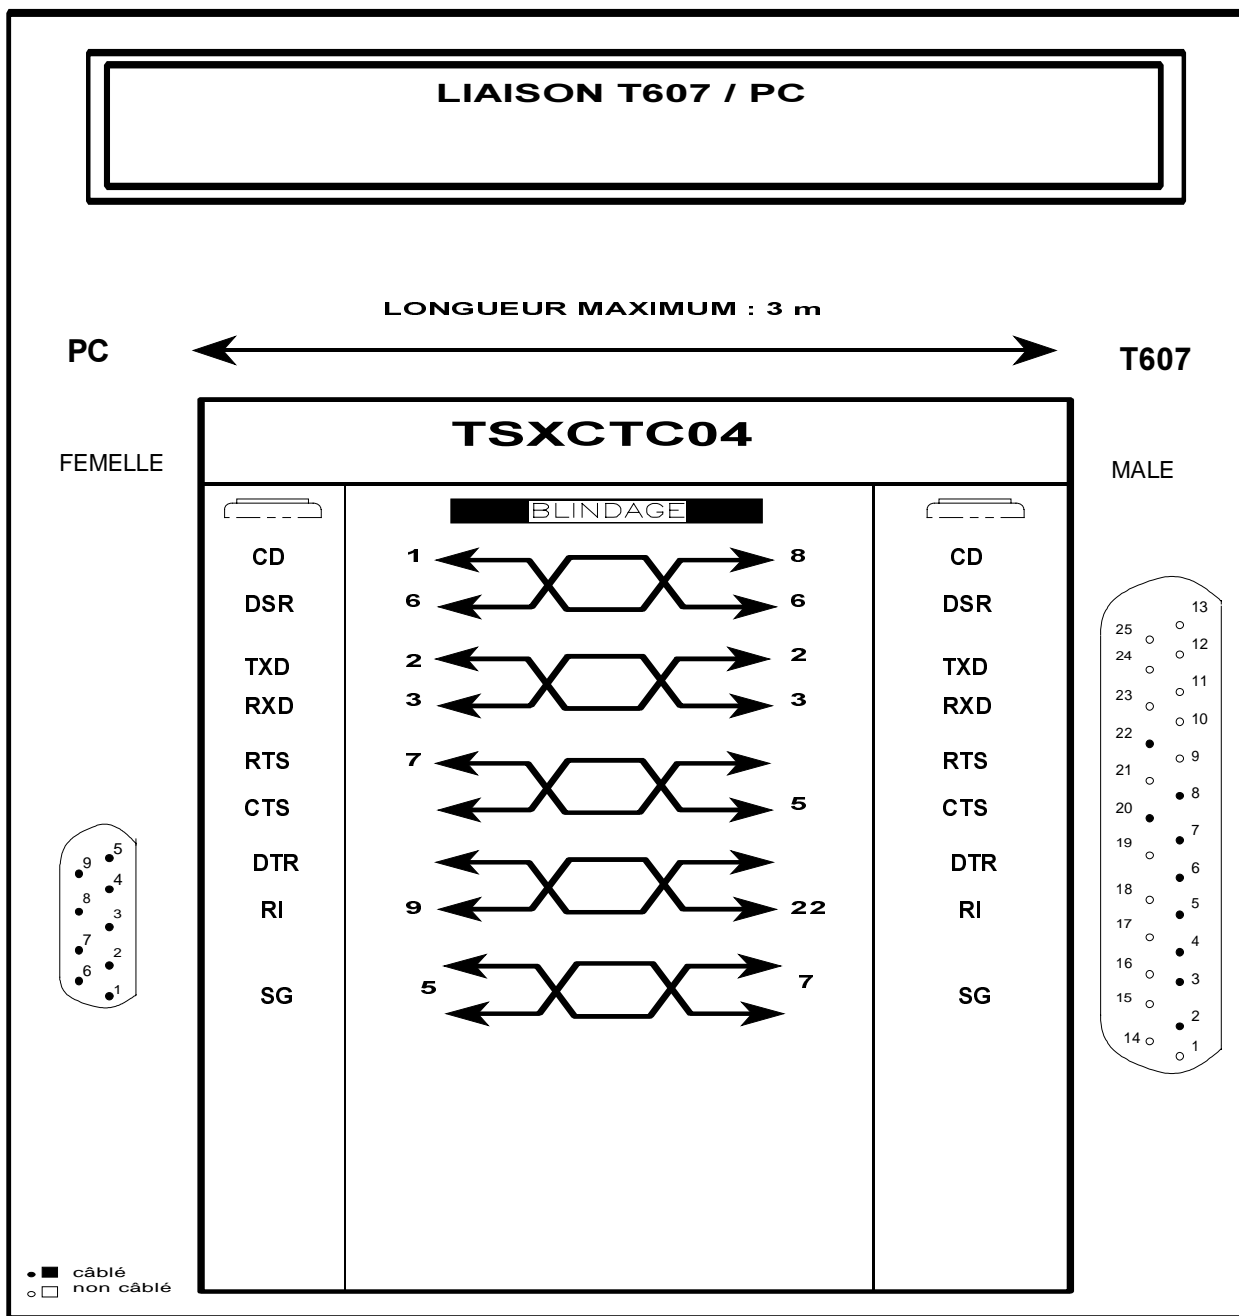 LIAISON T607 / PC
LONGUEUR MAXIMUM : 3 m
PC
T607
TSXCTC04
FEMELLE
MALE
BLINDAGE
CD 1 8 CD
DSR 6 6 DSR
TXD 2 2 TXD
RXD 3 3 RXD
RTS 7 RTS
CTS 5 CTS
DTR DTR
RI 9 22 RI
SG 5 7 SG
5
9
4
8
3
7
2
6
1
13
25
12
24
11
23
10
22
9
21
8
20
7
19
6
18
5
17
4
16
3
15
2
14
1
câblé
non câblé